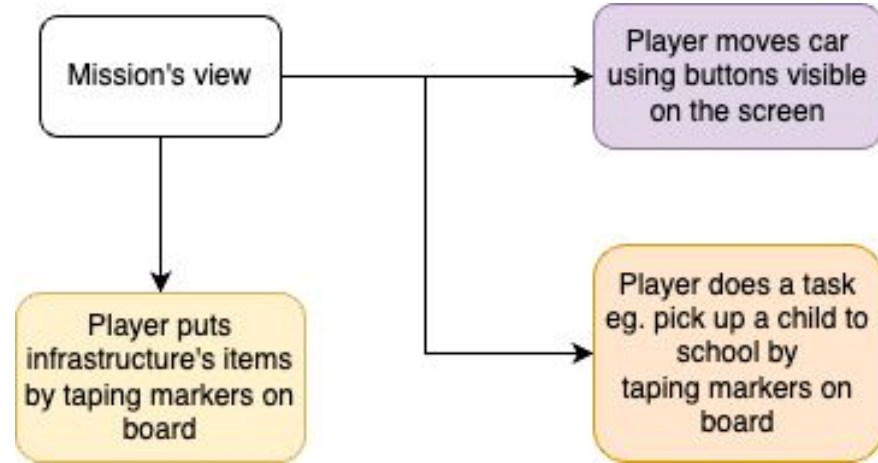 Mission's view
Player moves car
using buttons visible
on the screen
Player puts
infrastructure's items
by taping markers on
board
Player does a task
eg. pick up a child to
school by
taping markers on
board